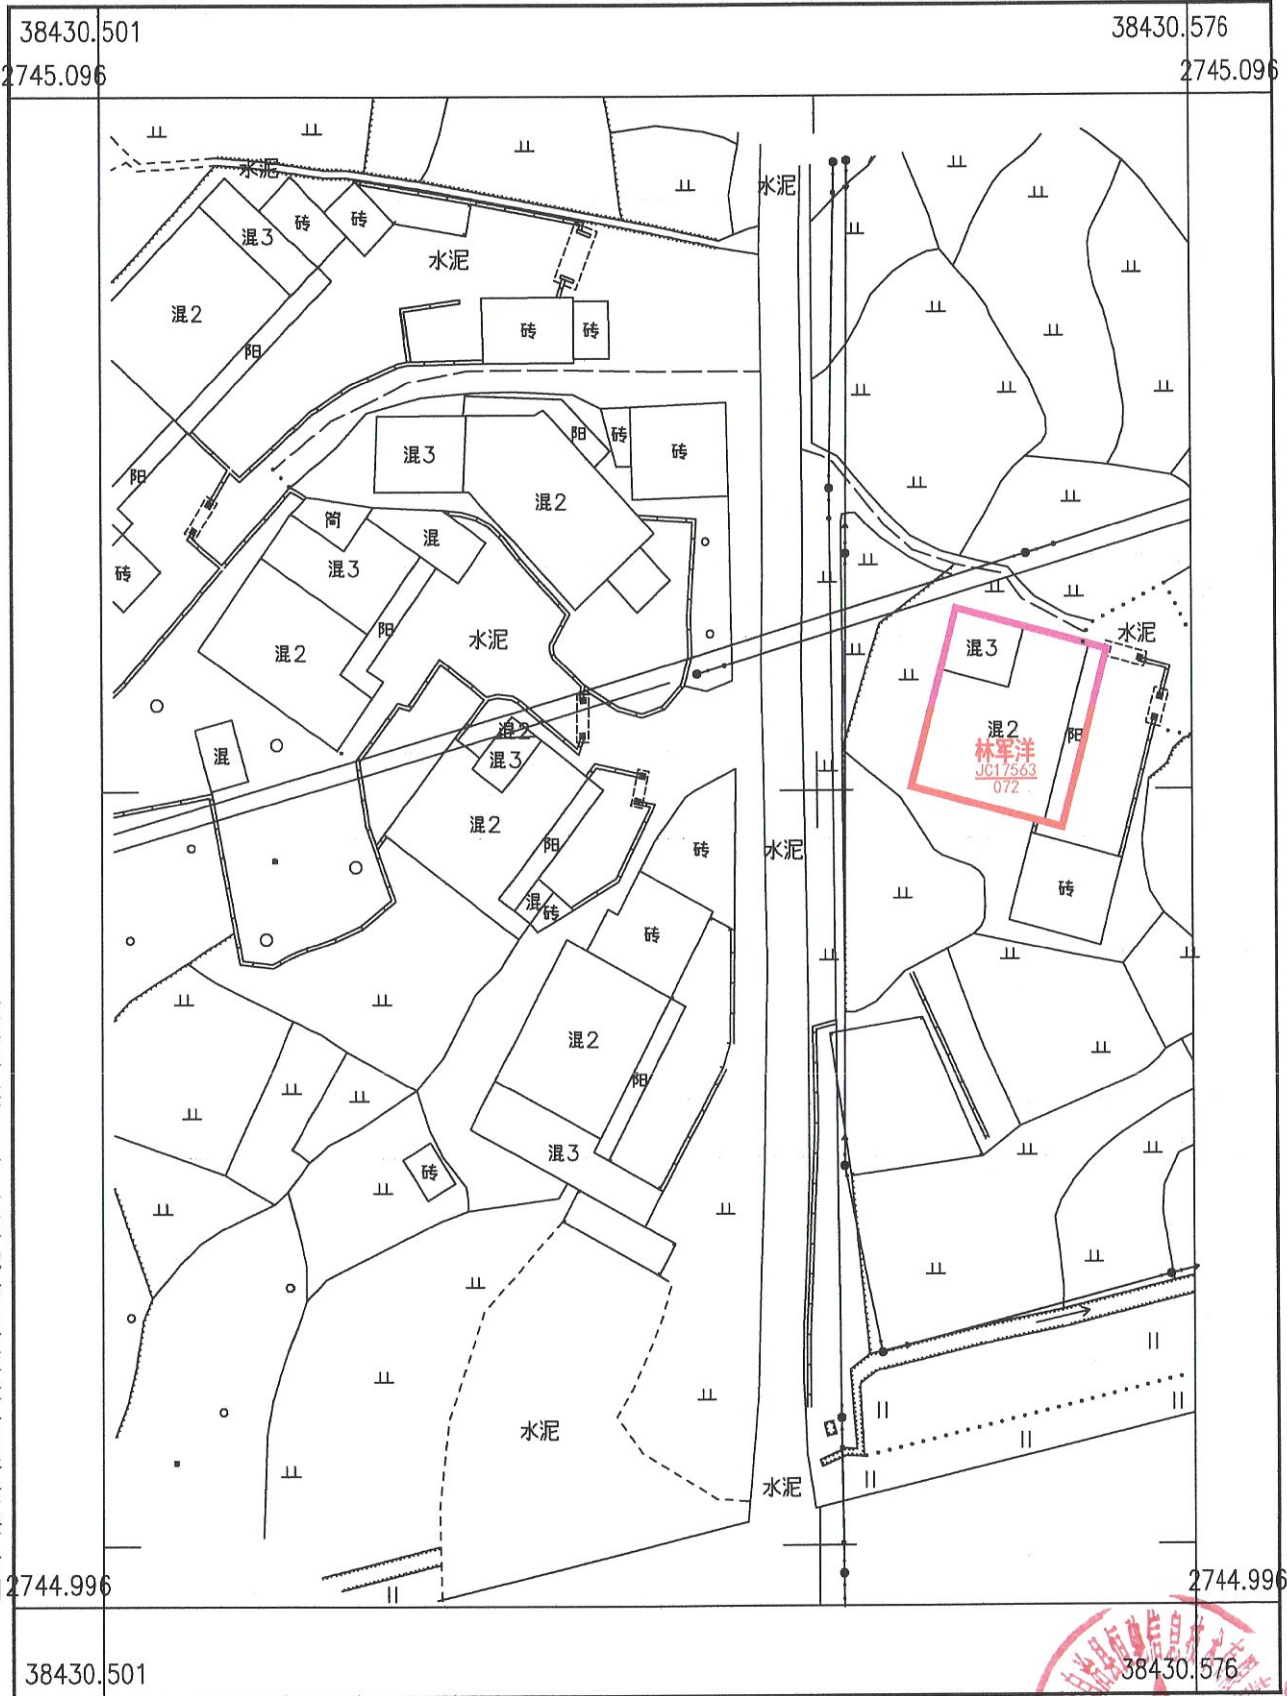 38430.501
38430.576
2745.096
2745.096
水泥
水泥
混3
砖
砖
水泥
混2
砖
砖
阳
混3
阳
砖
砖
阳
混2
简
混
混3
砖
阳
混2
水泥
水泥
混3
混2
阳
林军洋
JC17563
072
混2
混3
混
混2
阳
砖
水泥
混
砖
砖
砖
混2
阳
混3
砖
水泥
水泥
2744.996
2744.996
38430.501
38430.576